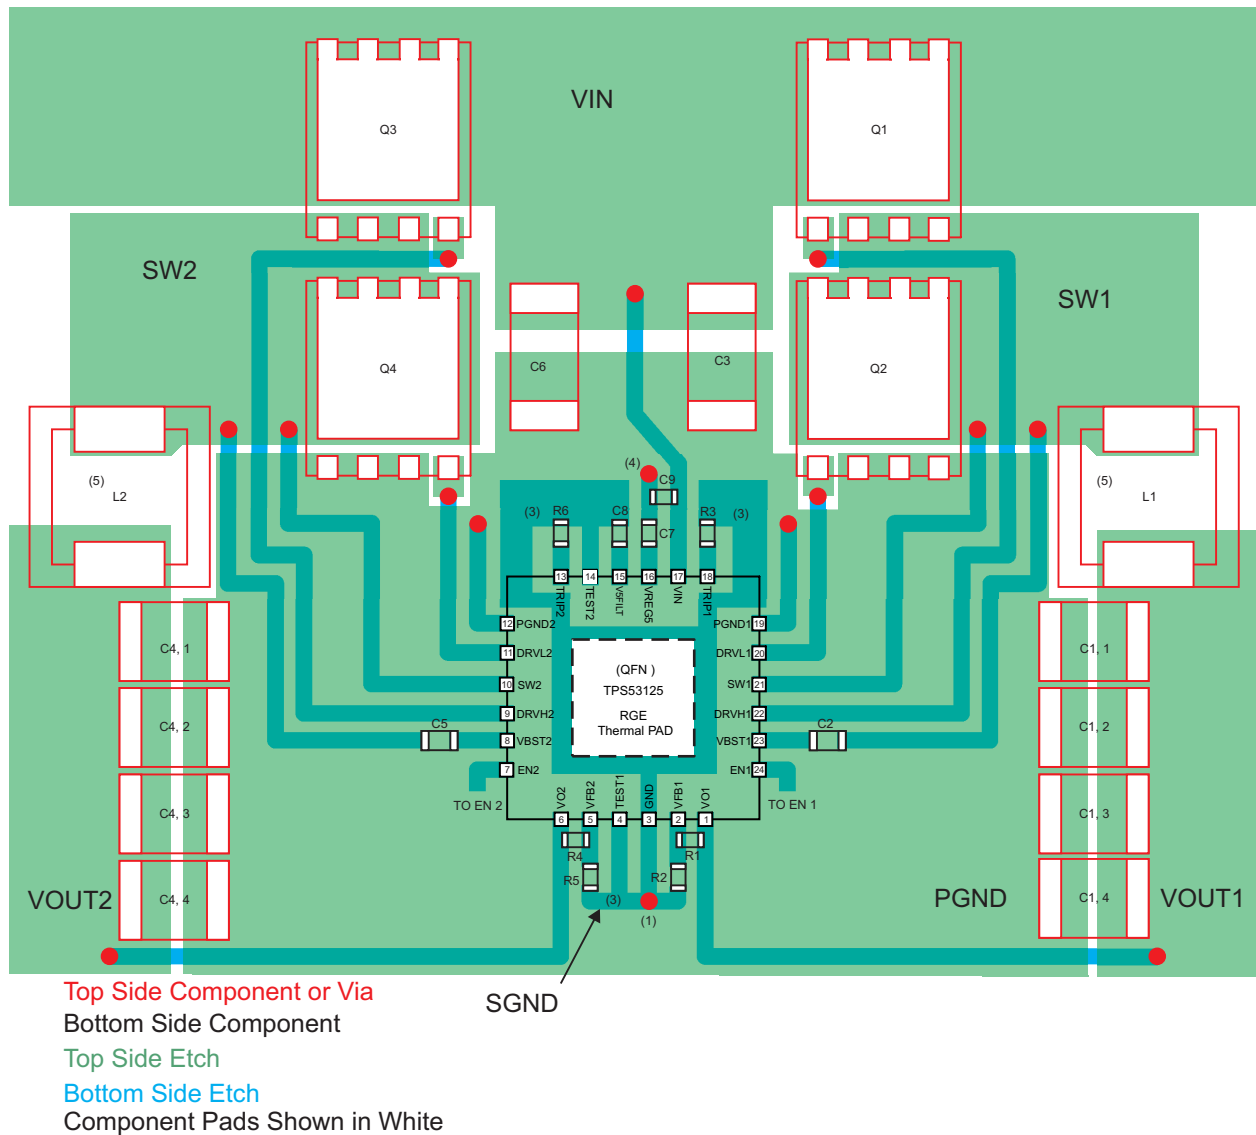 VIN
Q3
Q1
SW2
SW1
Q4
C6
C3
Q2
(5)
L2
(5)
L1
(4)
C9
(3)
R6
C8
C7
R3
(3)
13
14
15
16
17
18
TRIP2
TEST2
V5FILT
VREG5
VIN
TRIP1
12
PGND2
PGND1
19
11
DRVL2
DRVL1
20
10
SW2
SW1
21
9
DRVH2
DRVH1
22
8
VBST2
VBST1
23
7
EN2
EN1
24
(QFN )
TPS53125
RGE
Thermal PAD
C5
C2
TO EN 2
TO EN 1
VO2
VFB2
TEST1
GND
VFB1
VO1
6
5
4
3
2
1
R4
R1
R5
R2
(3)
(1)
C4, 1
C4, 2
C4, 3
C4, 4
C1, 1
C1, 2
C1, 3
C1, 4
VOUT2
PGND
VOUT1
SGND
Top Side Component or Via
Bottom Side Component
Top Side Etch
Bottom Side Etch
Component Pads Shown in White